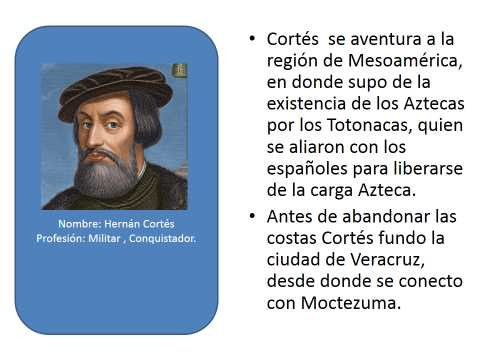 Nombre: Hernán Cortés
Profesión: Militar , Conquistador.
• Cortés  se aventura a la
región de Mesoamérica,
en donde supo de la
existencia de los Aztecas
por los Totonacas, quien
se aliaron con los
españoles para liberarse
de la carga Azteca.
• Antes de abandonar las
costas Cortés fundo la
ciudad de Veracruz,
desde donde se conecto
con Moctezuma.